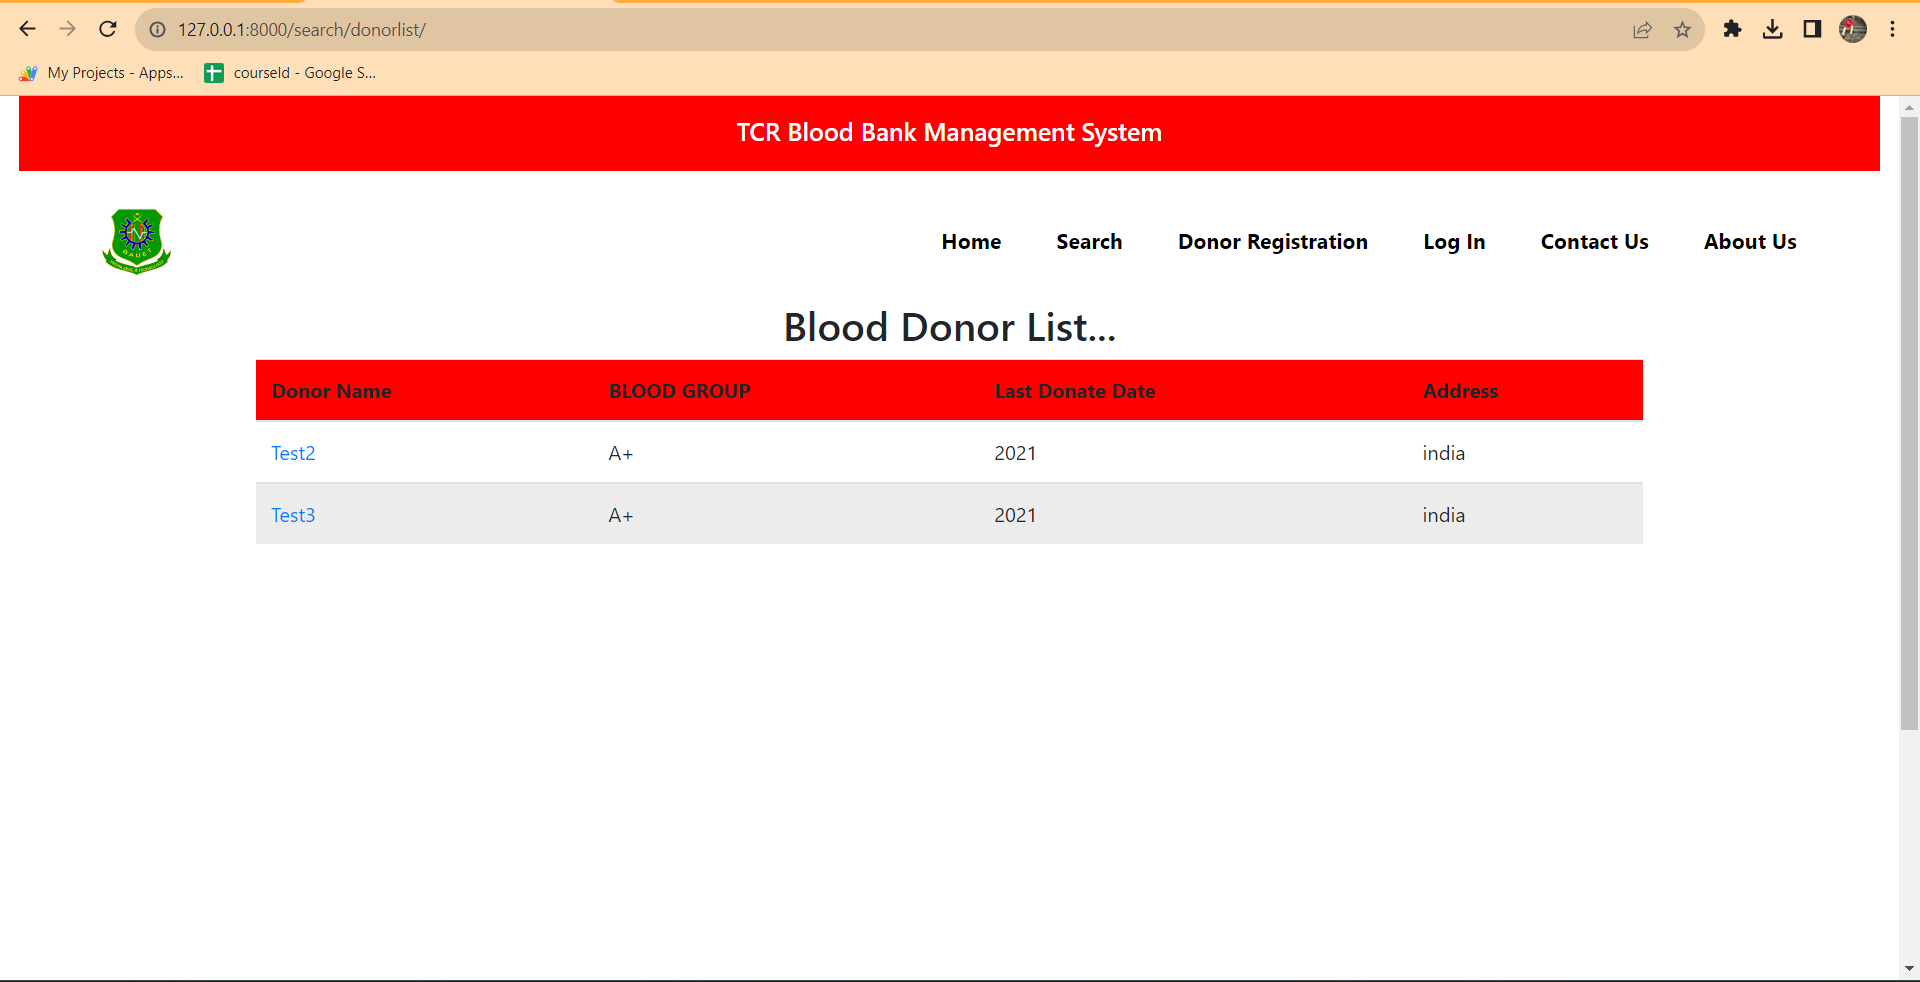 127.0.0.1:8000/search/donorlist/
My Projects - Apps...
courseId - Google S...
TCR Blood Bank Management System
BAUET
Home Search Donor Registration Log In Contact Us About Us
Blood Donor List...
Donor Name BLOOD GROUP Last Donate Date Address
Test2 A+ 2021 india
Test3 A+ 2021 india